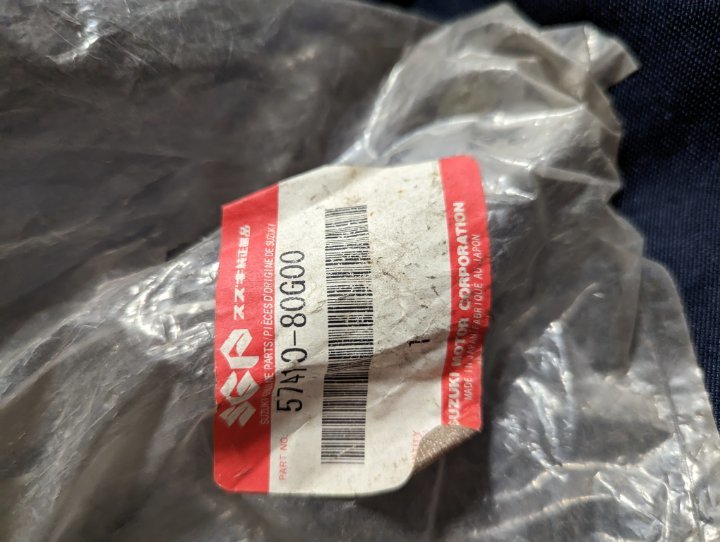 SGP スズキ純正部品
SUZUKI GENUINE PARTS/PIÈCES D'ORIGINE DE SUZUKI
PART NO. 57410-80G00
1
SUZUKI MOTOR CORPORATION
MADE IN JAPAN/FABRIQUÉ AU JAPON